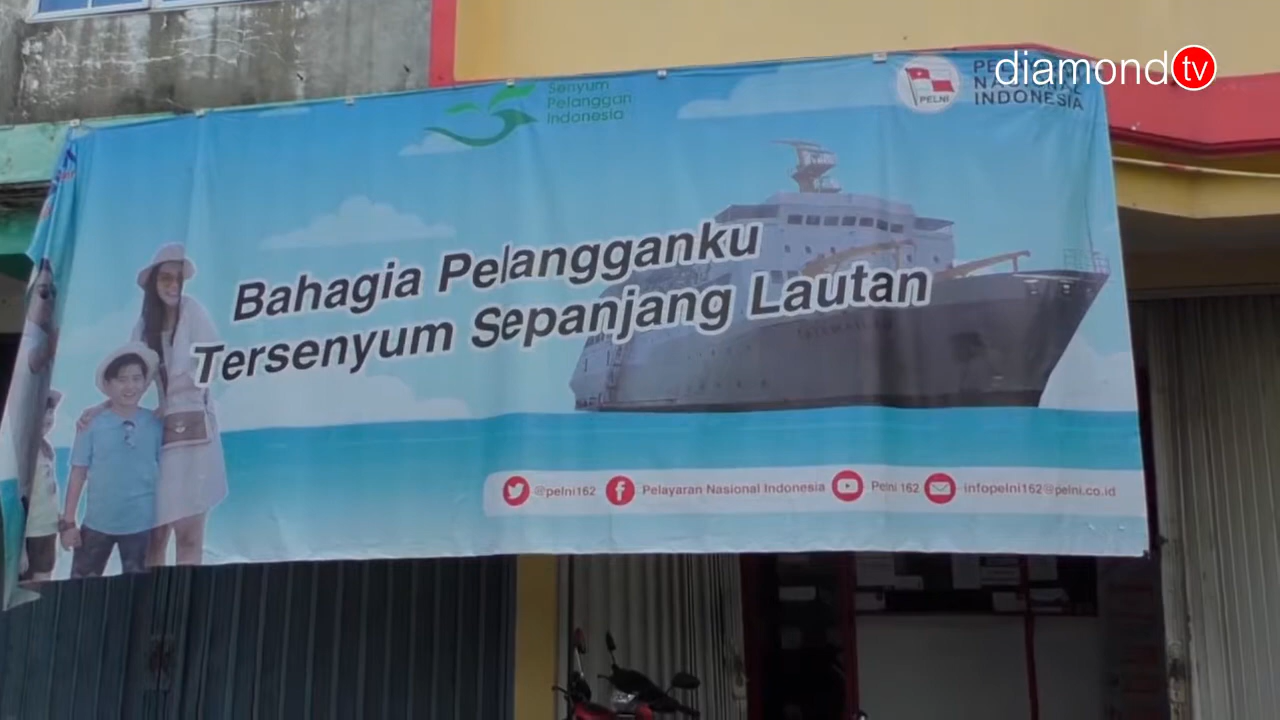 diamondtv
Senyum
Pelanggan
Indonesia
PELNI
NASIONAL
INDONESIA
Bahagia Pelangganku
Tersenyum Sepanjang Lautan
@pelni162
Pelayaran Nasional Indonesia
Pelni 162
infopelni162@pelni.co.id